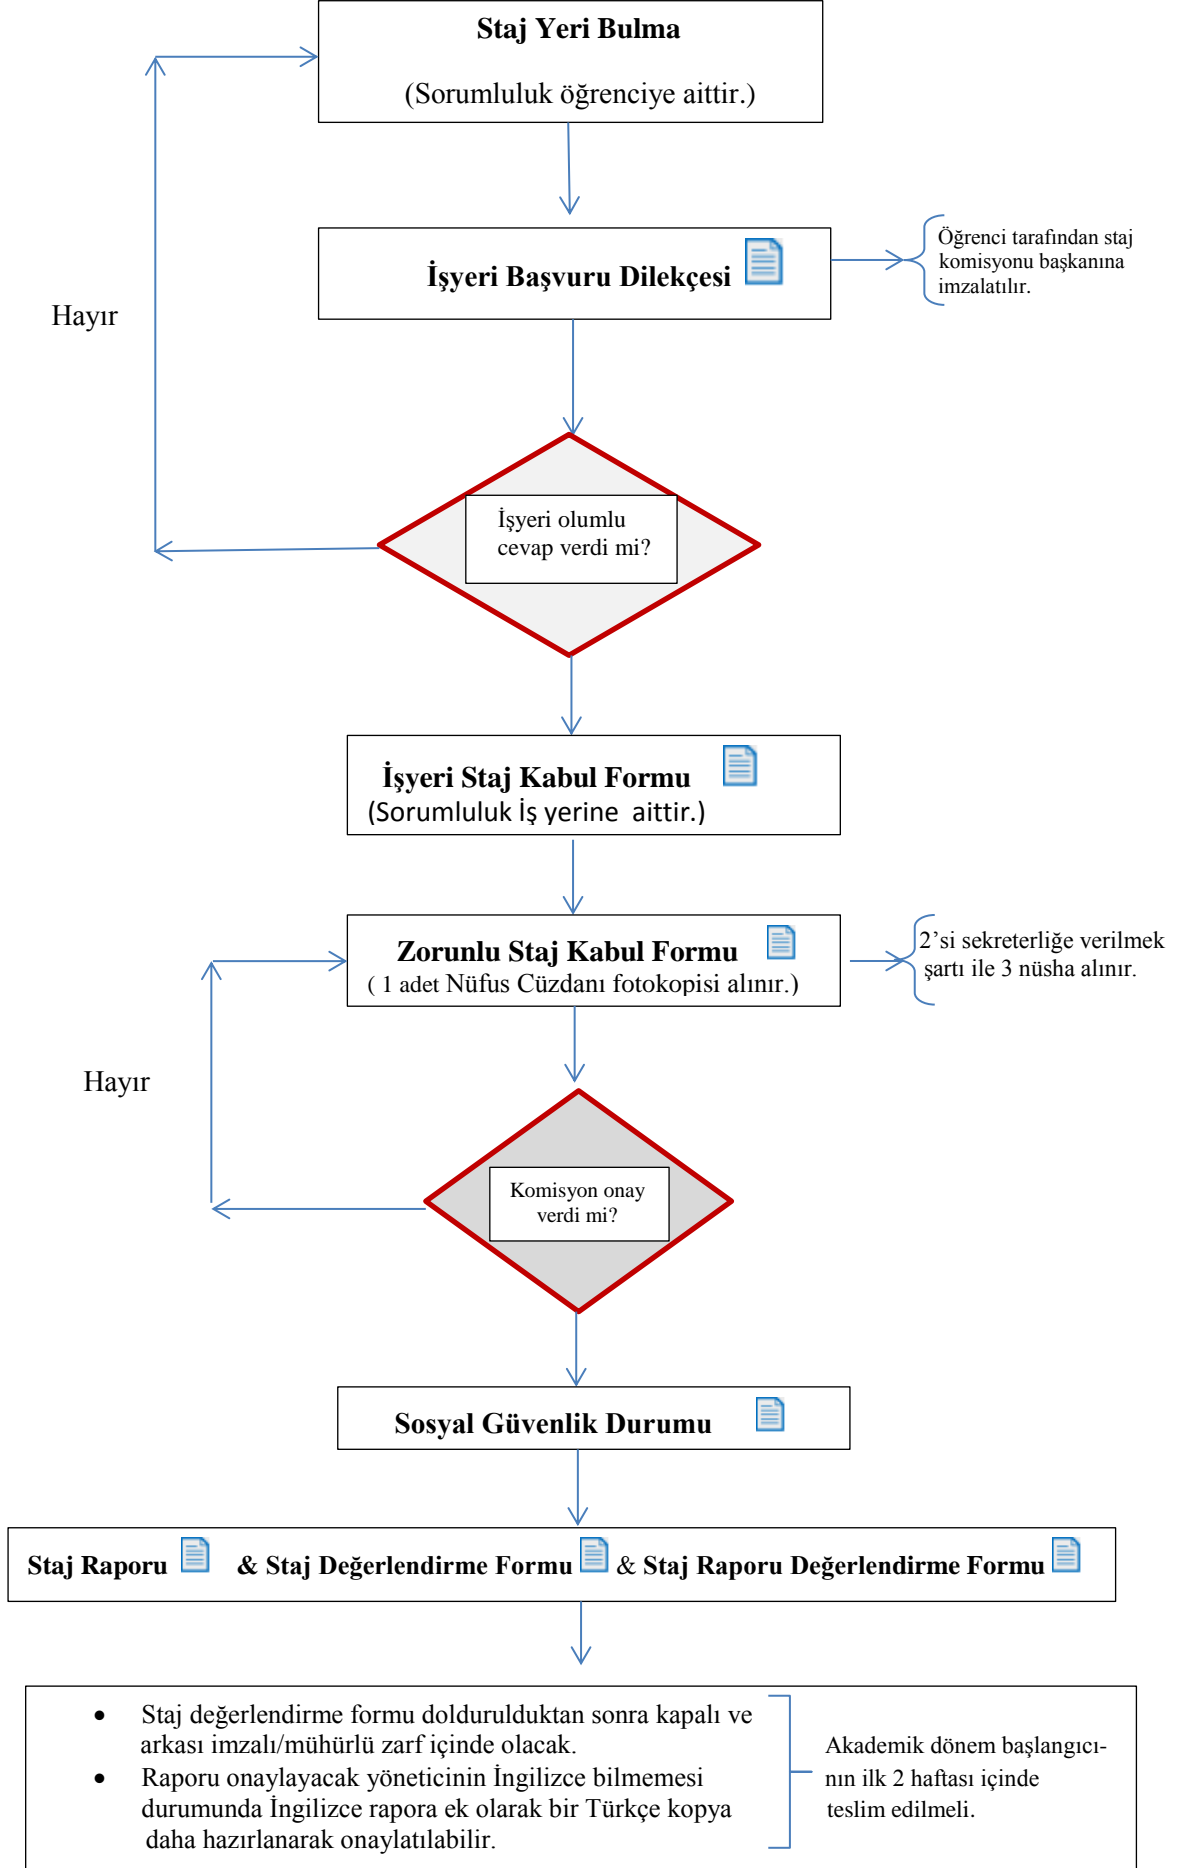 Staj Yeri Bulma
(Sorumluluk öğrenciye aittir.)
İşyeri Başvuru Dilekçesi
Öğrenci tarafından staj
komisyonu başkanına
imzalatılır.
Hayır
İşyeri olumlu
cevap verdi mi?
İşyeri Staj Kabul Formu
(Sorumluluk İş yerine aittir.)
Zorunlu Staj Kabul Formu
( 1 adet Nüfus Cüzdanı fotokopisi alınır.)
2’si sekreterliğe verilmek
şartı ile 3 nüsha alınır.
Hayır
Komisyon onay
verdi mi?
Sosyal Güvenlik Durumu
Staj Raporu & Staj Değerlendirme Formu & Staj Raporu Değerlendirme Formu
• Staj değerlendirme formu doldurulduktan sonra kapalı ve
arkası imzalı/mühürlü zarf içinde olacak.
• Raporu onaylayacak yöneticinin İngilizce bilmemesi
durumunda İngilizce rapora ek olarak bir Türkçe kopya
daha hazırlanarak onaylatılabilir.
Akademik dönem başlangıcı-
nın ilk 2 haftası içinde
teslim edilmeli.